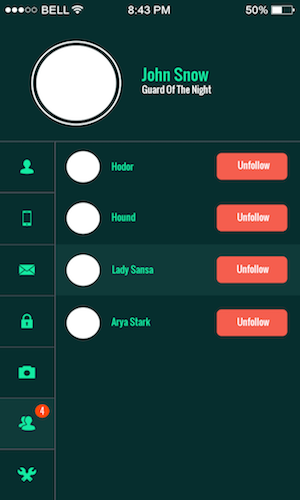 BELL 8:43 PM 50%
John Snow
Guard Of The Night
Hodor Unfollow
Hound Unfollow
Lady Sansa Unfollow
Arya Stark Unfollow
4